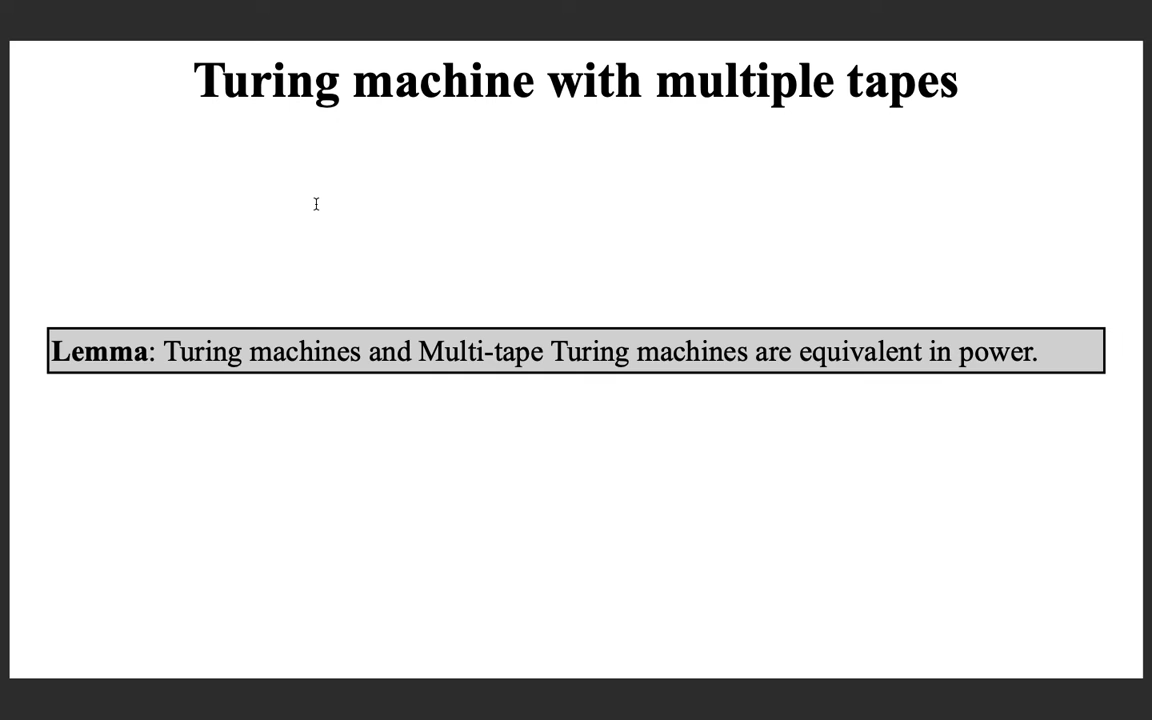 Turing machine with multiple tapes
Lemma: Turing machines and Multi-tape Turing machines are equivalent in power.